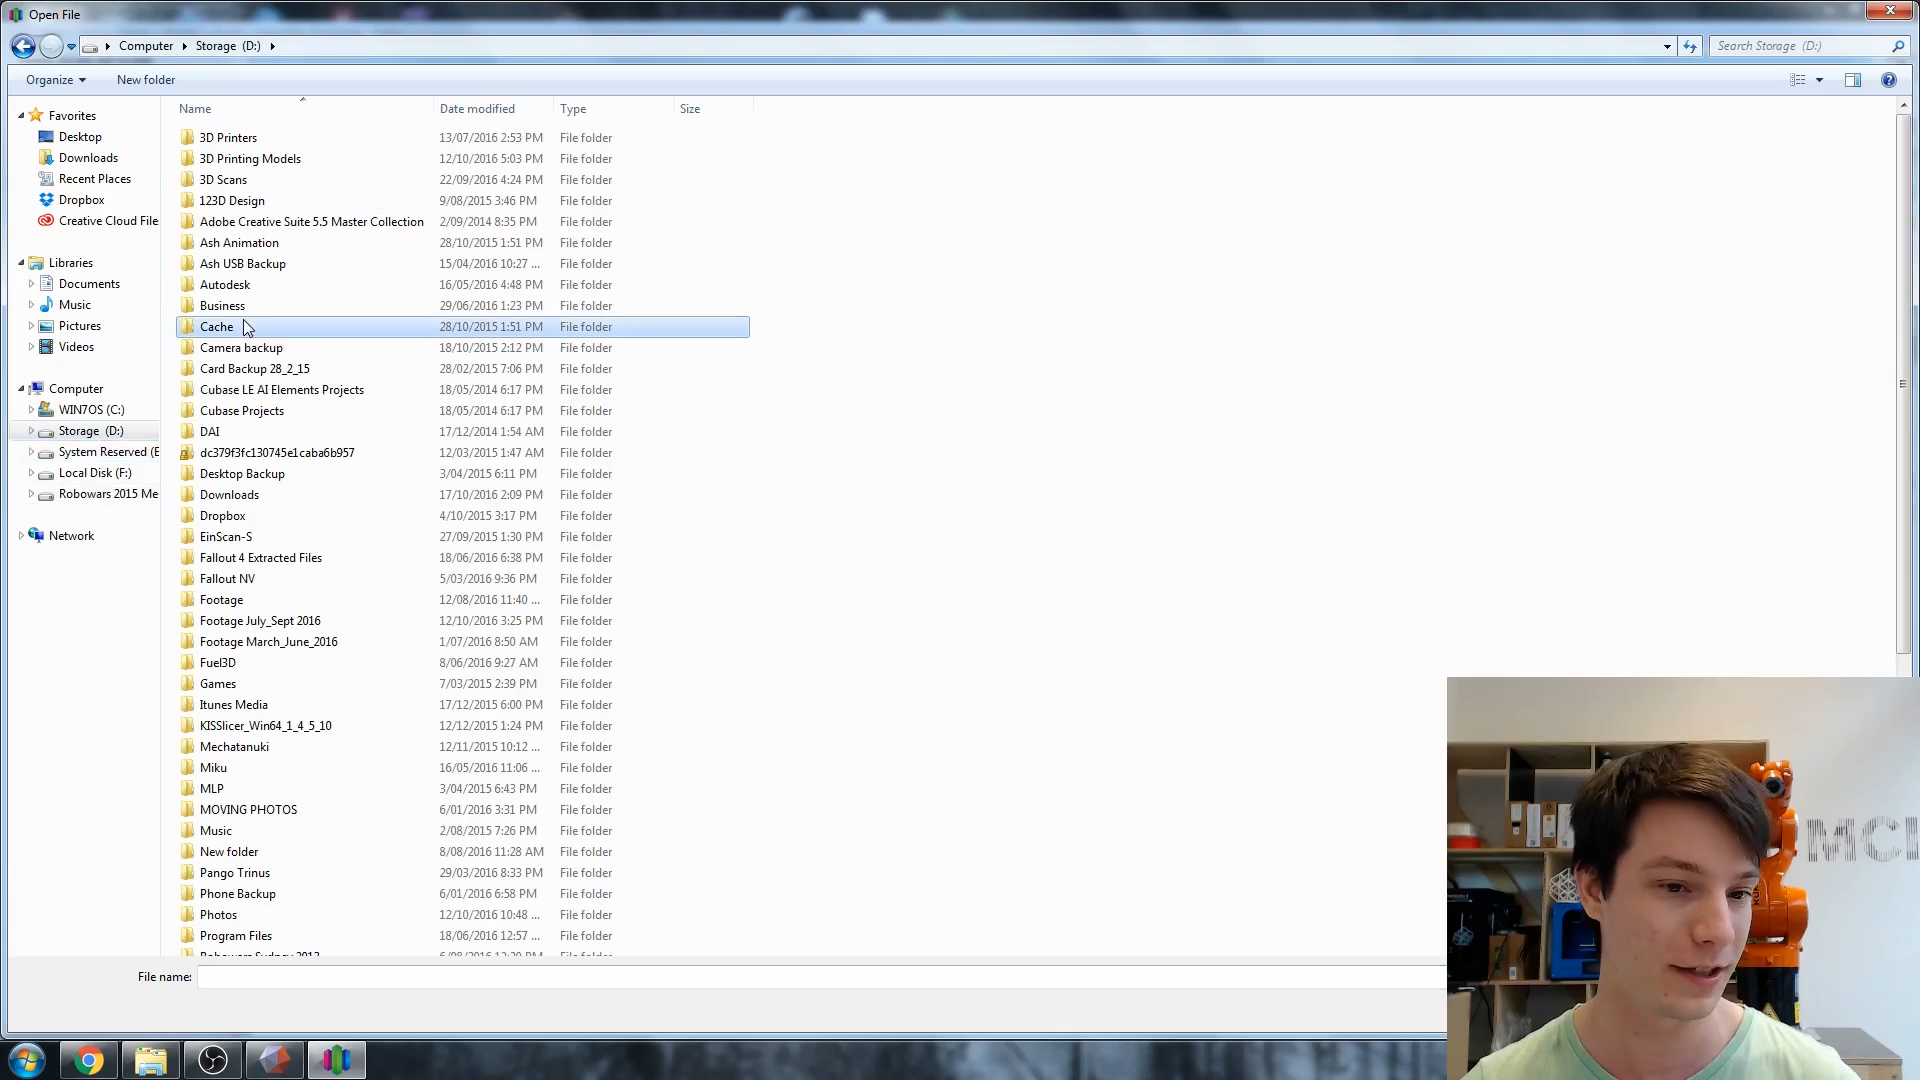 Open File
Computer Storage (D:)
Search Storage (D:)
Organize New folder
Favorites
Desktop
Downloads
Recent Places
Dropbox
Creative Cloud File
Libraries
Documents
Music
Pictures
Videos
Computer
WIN7OS (C:)
Storage (D:)
System Reserved (E
Local Disk (F:)
Robowars 2015 Me
Network
Name Date modified Type Size
3D Printers 13/07/2016 2:53 PM File folder
3D Printing Models 12/10/2016 5:03 PM File folder
3D Scans 22/09/2016 4:24 PM File folder
123D Design 9/08/2015 3:46 PM File folder
Adobe Creative Suite 5.5 Master Collection 2/09/2014 8:35 PM File folder
Ash Animation 28/10/2015 1:51 PM File folder
Ash USB Backup 15/04/2016 10:27 ... File folder
Autodesk 16/05/2016 4:48 PM File folder
Business 29/06/2016 1:23 PM File folder
Cache 28/10/2015 1:51 PM File folder
Camera backup 18/10/2015 2:12 PM File folder
Card Backup 28_2_15 28/02/2015 7:06 PM File folder
Cubase LE AI Elements Projects 18/05/2014 6:17 PM File folder
Cubase Projects 18/05/2014 6:17 PM File folder
DAI 17/12/2014 1:54 AM File folder
dc379f3fc130745e1caba6b957 12/03/2015 1:47 AM File folder
Desktop Backup 3/04/2015 6:11 PM File folder
Downloads 17/10/2016 2:09 PM File folder
Dropbox 4/10/2015 3:17 PM File folder
EinScan-S 27/09/2015 1:30 PM File folder
Fallout 4 Extracted Files 18/06/2016 6:38 PM File folder
Fallout NV 5/03/2016 9:36 PM File folder
Footage 12/08/2016 11:40 ... File folder
Footage July_Sept 2016 12/10/2016 3:25 PM File folder
Footage March_June_2016 1/07/2016 8:50 AM File folder
Fuel3D 8/06/2016 9:27 AM File folder
Games 7/03/2015 2:39 PM File folder
Itunes Media 17/12/2015 6:00 PM File folder
KISSlicer_Win64_1_4_5_10 12/12/2015 1:24 PM File folder
Mechatanuki 12/11/2015 10:12 ... File folder
Miku 16/05/2016 11:06 ... File folder
MLP 3/04/2015 6:43 PM File folder
MOVING PHOTOS 6/01/2016 3:31 PM File folder
Music 2/08/2015 7:26 PM File folder
New folder 8/08/2016 11:28 AM File folder
Pango Trinus 29/03/2016 8:33 PM File folder
Phone Backup 6/01/2016 6:58 PM File folder
Photos 12/10/2016 10:48 ... File folder
Program Files 18/06/2016 12:57 ... File folder
File name: